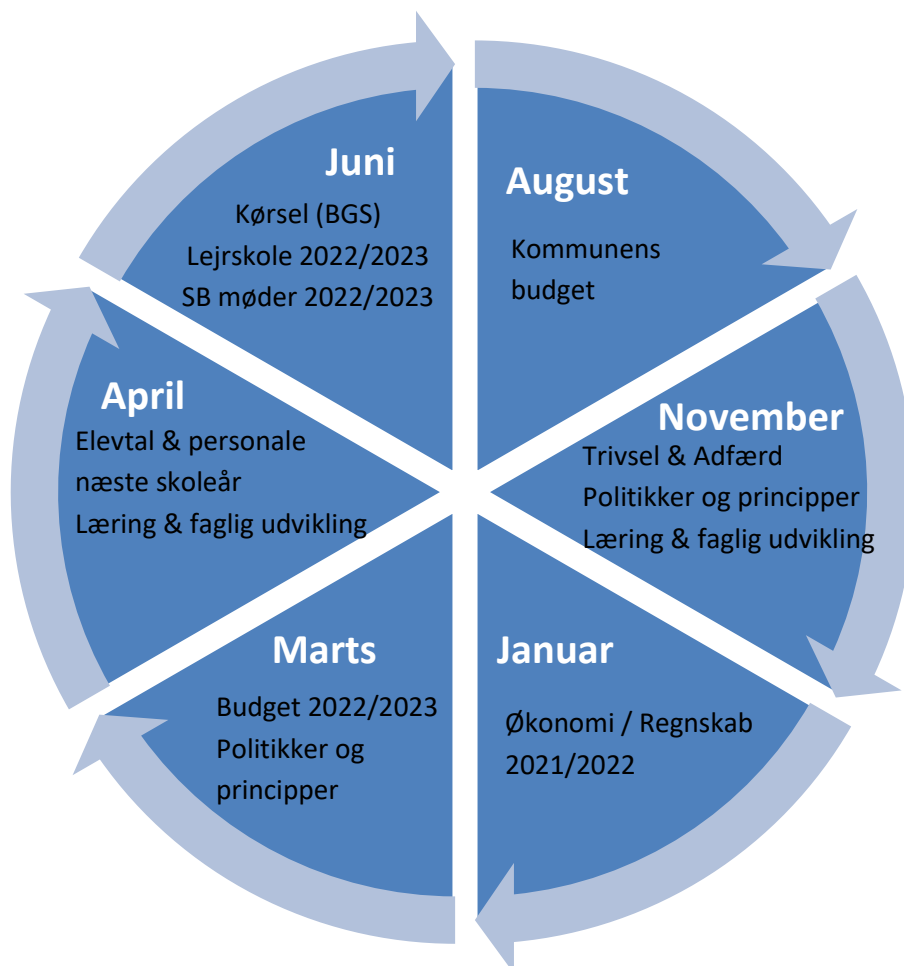 August
Kommunens
budget
November
Trivsel & Adfærd
Politikker og principper
Læring & faglig udvikling
Januar
Økonomi / Regnskab
2021/2022
Marts
Budget 2022/2023
Politikker og
principper
April
Elevtal & personale
næste skoleår
Læring & faglig udvikling
Juni
Kørsel (BGS)
Lejrskole 2022/2023
SB møder 2022/2023